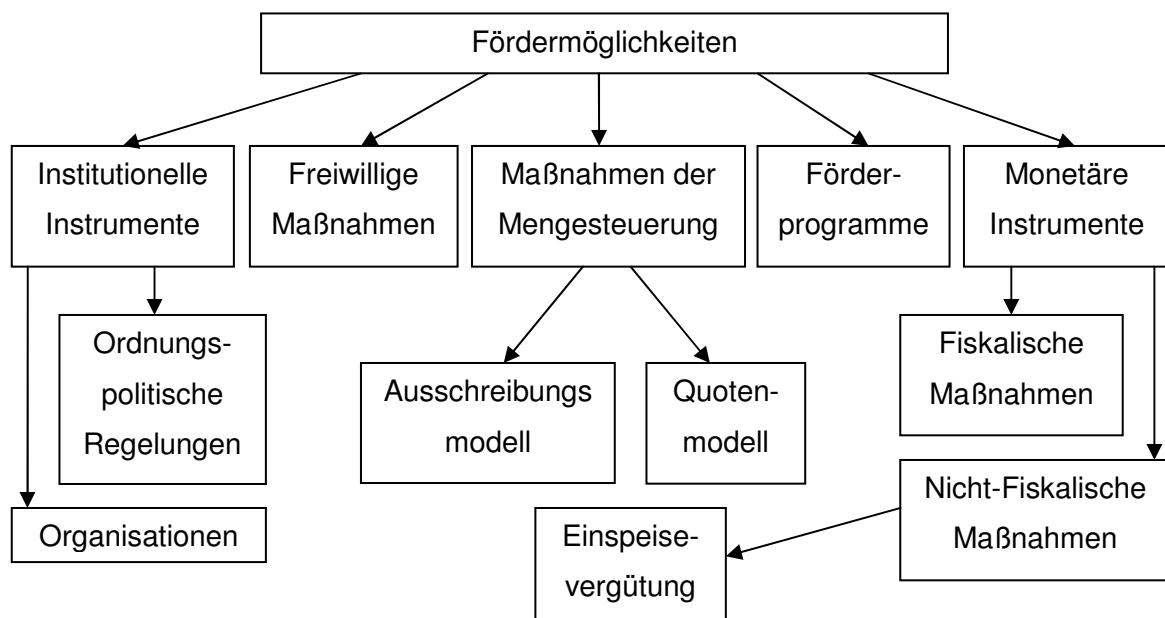 Fördermöglichkeiten
Institutionelle
Instrumente
Freiwillige
Maßnahmen
Maßnahmen der
Mengesteuerung
Förder-
programme
Monetäre
Instrumente
Ordnungs-
politische
Regelungen
Ausschreibungs
modell
Quoten-
modell
Fiskalische
Maßnahmen
Organisationen
Einspeise-
vergütung
Nicht-Fiskalische
Maßnahmen